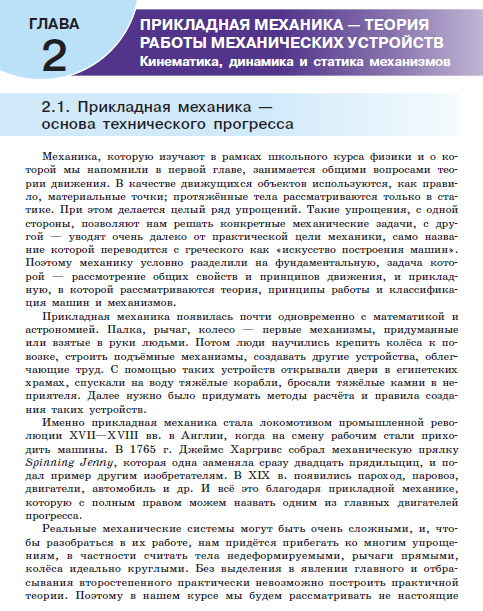 ГЛАВА
2
ПРИКЛАДНАЯ МЕХАНИКА — ТЕОРИЯ
РАБОТЫ МЕХАНИЧЕСКИХ УСТРОЙСТВ
Кинематика, динамика и статика механизмов
2.1. Прикладная механика —
основа технического прогресса
Механика, которую изучают в рамках школьного курса физики и о ко-
торой мы напомнили в первой главе, занимается общими вопросами тео-
рии движения. В качестве движущихся объектов используются, как прави-
ло, материальные точки; протяжённые тела рассматриваются только в ста-
тике. При этом делается целый ряд упрощений. Такие упрощения, с одной
стороны, позволяют нам решать конкретные механические задачи, с дру-
гой — уводят очень далеко от практической цели механики, само назва-
ние которой переводится с греческого как «искусство построения машин».
Поэтому механику условно разделили на фундаментальную, задача кото-
рой — рассмотрение общих свойств и принципов движения, и приклад-
ную, в которой рассматриваются теория, принципы работы и классифика-
ция машин и механизмов.
Прикладная механика появилась почти одновременно с математикой и
астрономией. Палка, рычаг, колесо — первые механизмы, придуманные
или взятые в руки людьми. Потом люди научились крепить колёса к по-
возке, строить подъёмные механизмы, создавать другие устройства, облег-
чающие труд. С помощью таких устройств открывали двери в египетских
храмах, спускали на воду тяжёлые корабли, бросали тяжёлые камни в не-
приятеля. Далее нужно было придумать методы расчёта и правила созда-
ния таких устройств.
Именно прикладная механика стала локомотивом промышленной рево-
люции XVII—XVIII вв. в Англии, когда на смену рабочим стали прихо-
дить машины. В 1765 г. Джеймс Харгривс собрал механическую прялку
Spinning Jenny, которая одна заменяла сразу двадцать прядильщиц, и по-
дал пример другим изобретателям. В XIX в. появились пароход, паровоз,
двигатели, автомобиль и др. И всё это благодаря прикладной механике,
которую с полным правом можем назвать одним из главных двигателей
прогресса.
Реальные механические системы могут быть очень сложными, и, что-
бы разобраться в их работе, нам придётся прибегать ко многим упроще-
ниям, в частности считать тела недеформируемыми, рычаги прямыми,
колёса идеально круглыми. Без выделения в явлении главного и отбра-
сывания второстепенного практически невозможно построить практичной
теории. Поэтому в нашем курсе мы будем рассматривать не настоящие